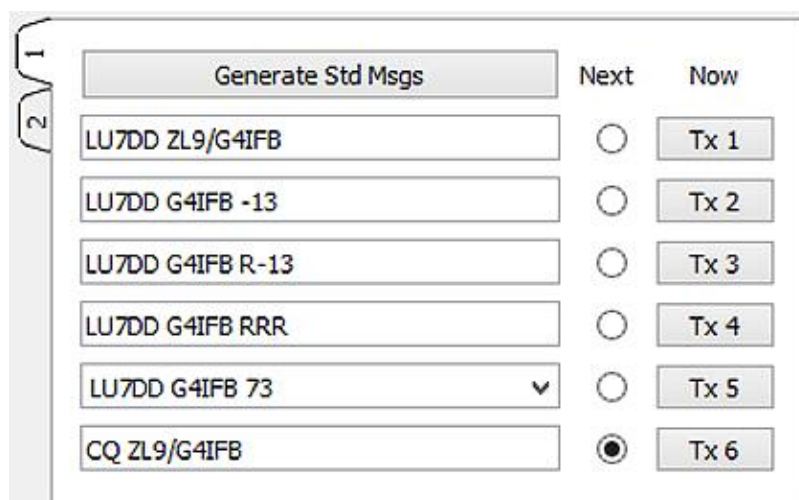 1
2
Generate Std Msgs Next Now
LU7DD ZL9/G4IFB Tx 1
LU7DD G4IFB -13 Tx 2
LU7DD G4IFB R-13 Tx 3
LU7DD G4IFB RRR Tx 4
LU7DD G4IFB 73 Tx 5
CQ ZL9/G4IFB Tx 6